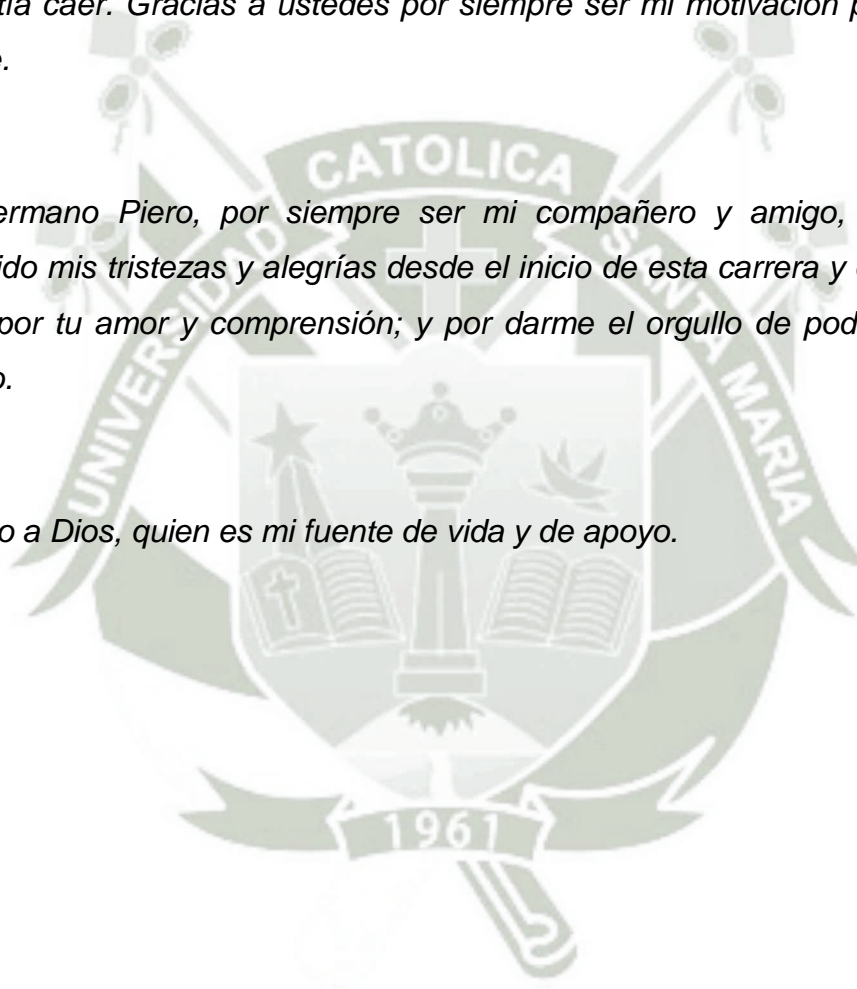 tía caer. Gracias a ustedes por siempre ser mi motivación p
e.
ermano Piero, por siempre ser mi compañero y amigo,
ido mis tristezas y alegrías desde el inicio de esta carrera y
por tu amor y comprensión; y por darme el orgullo de pod
o.
o a Dios, quien es mi fuente de vida y de apoyo.
UNIVERSIDAD CATOLICA SANTA MARIA
1961